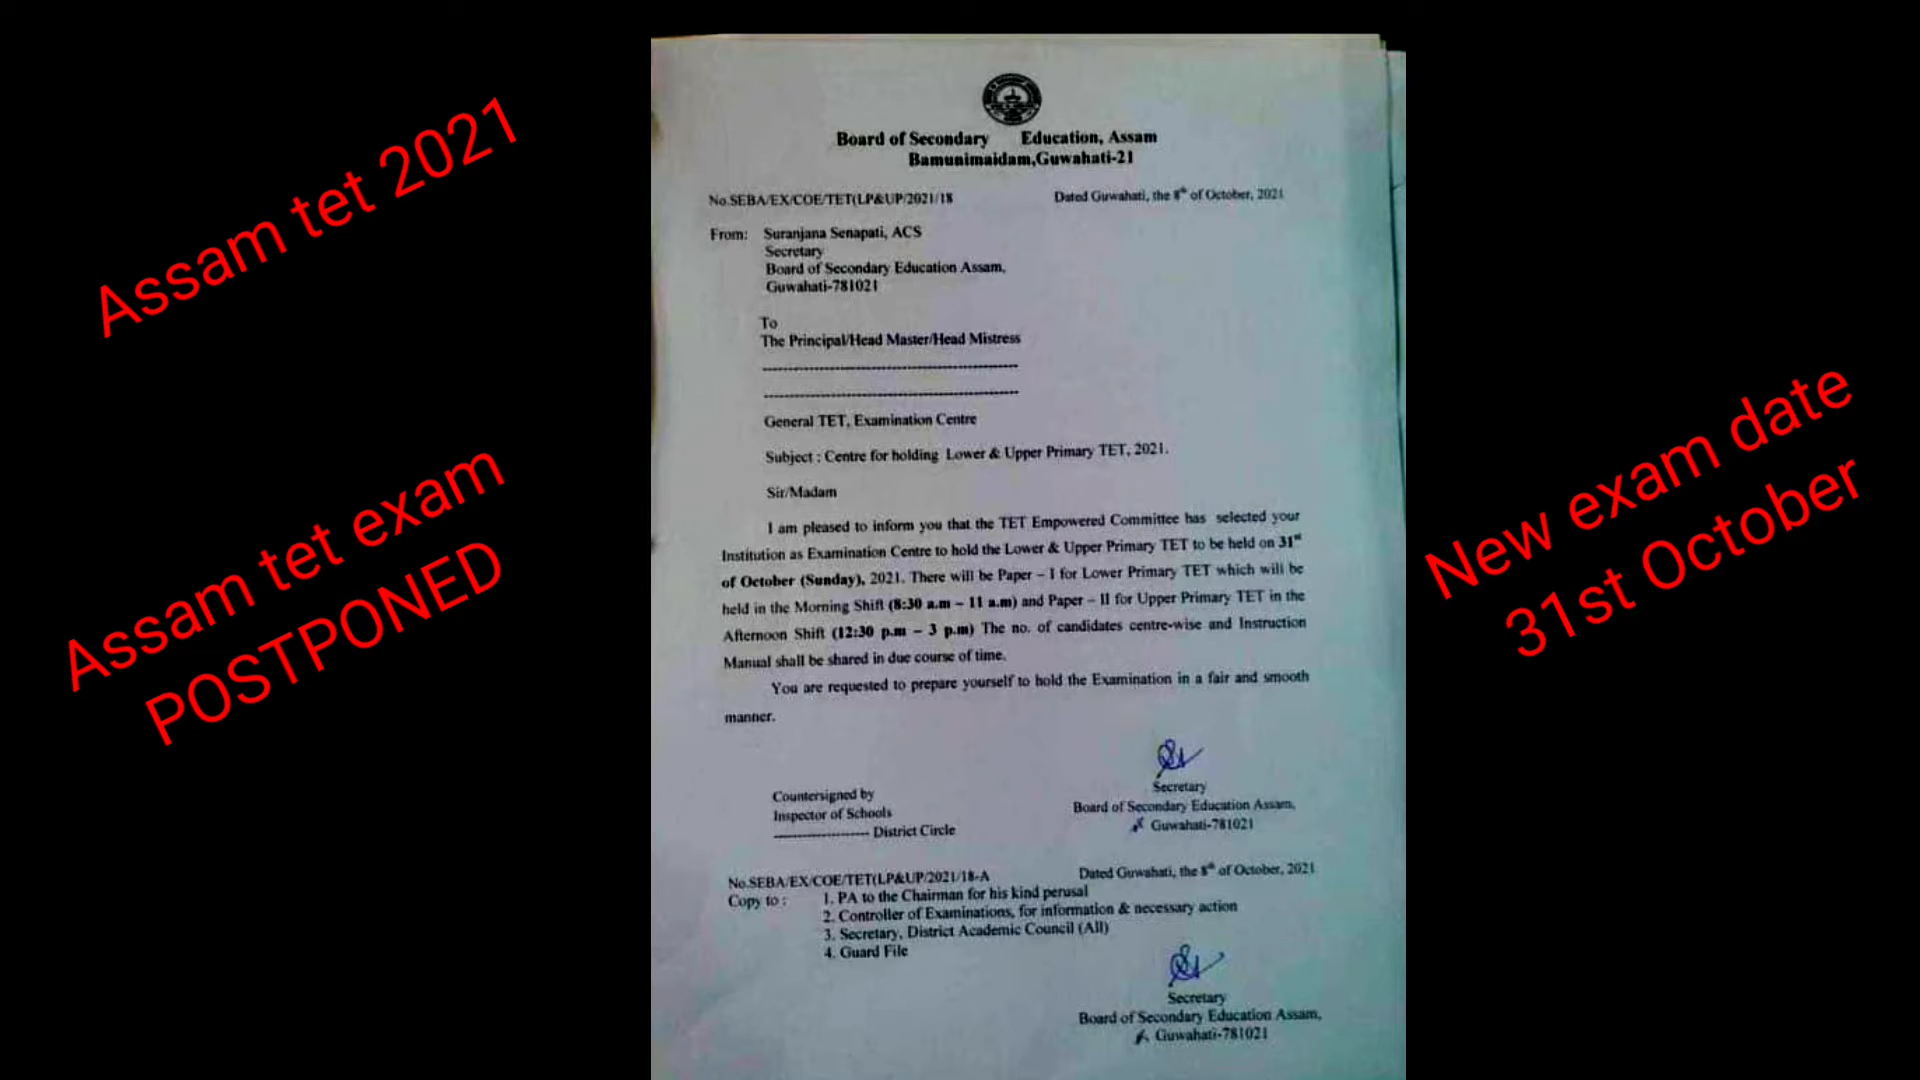 Assam tet 2021
Assam tet exam
POSTPONED
Board of Secondary Education, Assam
Bamunimaidam,Guwahati-21
No.SEBA/EX/COE/TET(LP&UP/2021/18 Dated Guwahati, the 8th of October, 2021
From: Suranjana Senapati, ACS
Secretary
Board of Secondary Education Assam,
Guwahati-781021
To
The Principal/Head Master/Head Mistress
--------------------------------------------------
--------------------------------------------------
General TET, Examination Centre
Subject : Centre for holding Lower & Upper Primary TET, 2021.
Sir/Madam
I am pleased to inform you that the TET Empowered Committee has selected your
Institution as Examination Centre to hold the Lower & Upper Primary TET to be held on 31st
of October (Sunday), 2021. There will be Paper – I for Lower Primary TET which will be
held in the Morning Shift (8:30 a.m – 11 a.m) and Paper – II for Upper Primary TET in the
Afternoon Shift (12:30 p.m – 3 p.m) The no. of candidates centre-wise and Instruction
Manual shall be shared in due course of time.
You are requested to prepare yourself to hold the Examination in a fair and smooth
manner.
Secretary
Board of Secondary Education Assam,
Guwahati-781021
Countersigned by
Inspector of Schools
-------------------- District Circle
No.SEBA/EX/COE/TET(LP&UP/2021/18-A Dated Guwahati, the 8th of October, 2021
Copy to : 1. PA to the Chairman for his kind perusal
2. Controller of Examinations, for information & necessary action
3. Secretary, District Academic Council (All)
4. Guard File
Secretary
Board of Secondary Education Assam,
Guwahati-781021
New exam date
31st October